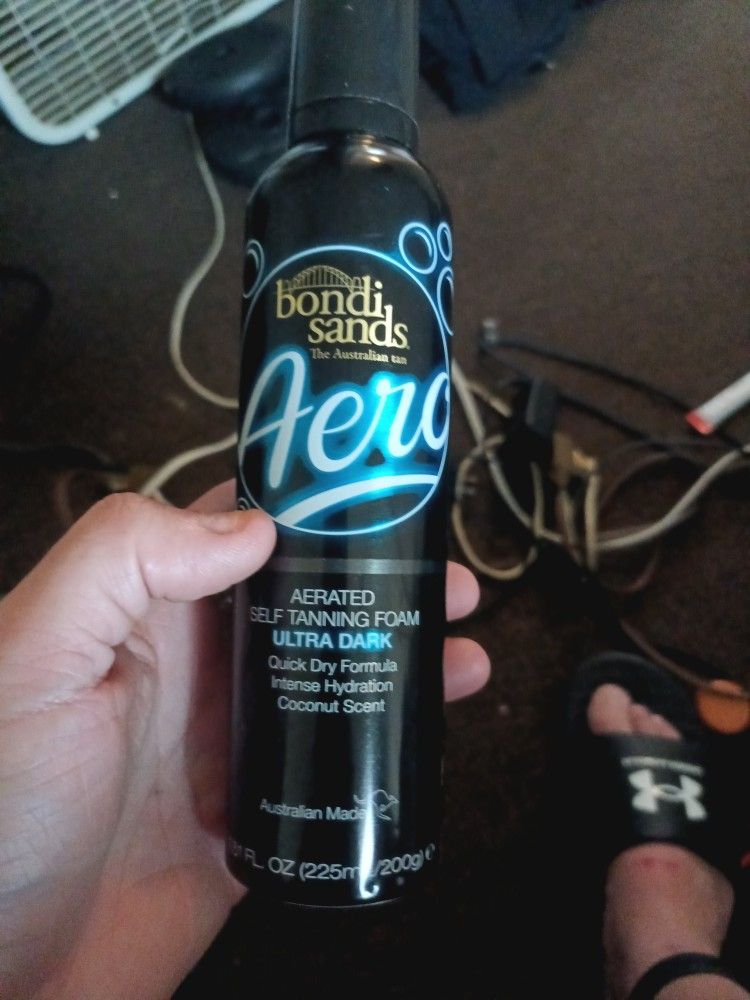 bondi
sands
The Australian tan
Aero
AERATED
SELF TANNING FOAM
ULTRA DARK
Quick Dry Formula
Intense Hydration
Coconut Scent
Australian Made
FL. OZ (225m /200g) e